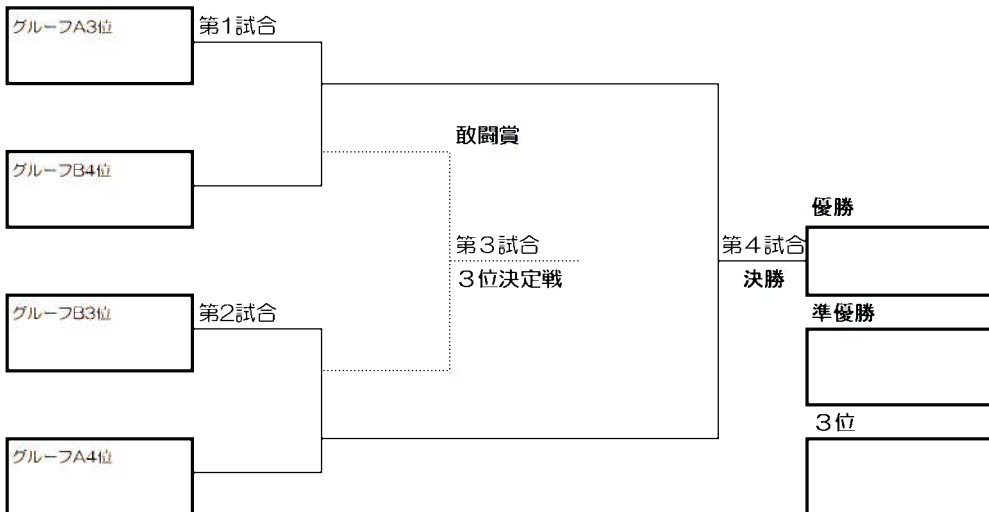 グループA3位
第1試合
敢闘賞
グループB4位
優勝
第3試合
第4試合
3位決定戦
決勝
グループB3位
第2試合
準優勝
3位
グループA4位